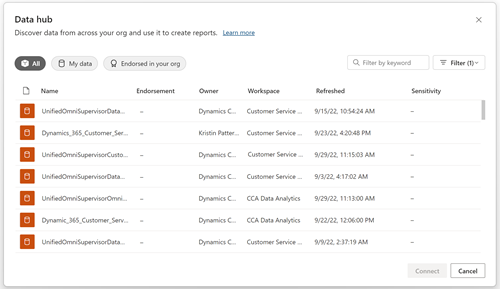 Data hub
Discover data from across your org and use it to create reports. Learn more
All My data Endorsed in your org Filter by keyword Filter (1)
Name Endorsement Owner Workspace Refreshed Sensitivity
UnifiedOmniSupervisorData... – Dynamics C... Customer Service ... 9/15/22, 10:54:24 AM –
Dynamics_365_Customer_Ser... – Kristin Patter... Customer Service ... 9/23/22, 4:20:48 PM –
UnifiedOmniSupervisorCusto... – Dynamics C... Customer Service ... 9/29/22, 11:15:03 AM –
UnifiedOmniSupervisorData... – Dynamics C... Customer Service ... 9/3/22, 4:17:02 AM –
UnifiedOmniSupervisorOmni... – Dynamics C... CCA Data Analytics 9/29/22, 11:13:00 AM –
Dynamic_365_Customer_Serv... – Dynamics C... CCA Data Analytics 9/22/22, 12:06:00 PM –
UnifiedOmniSupervisorData... – Dynamics C... Customer Service ... 9/9/22, 2:37:19 AM –
Connect Cancel